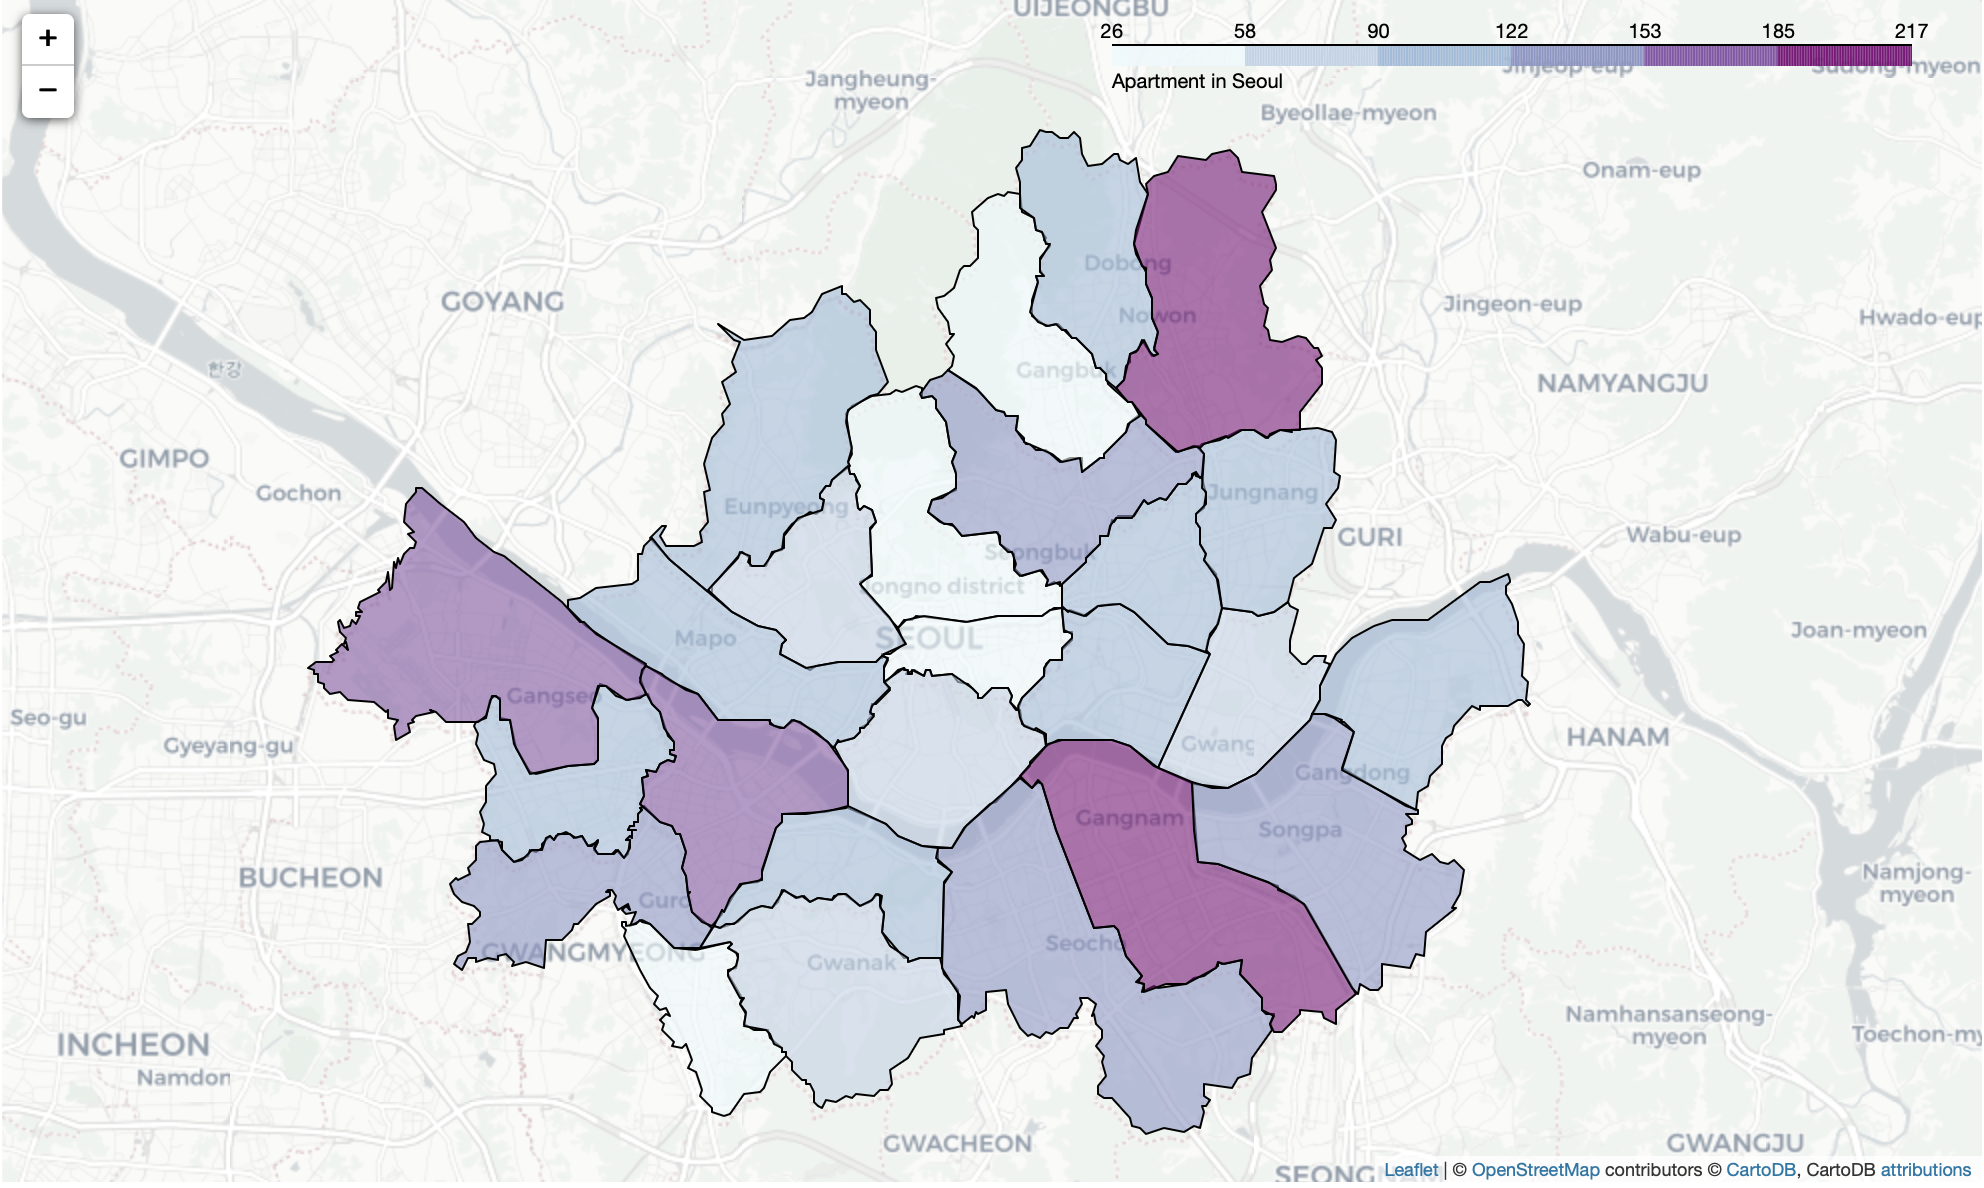 +
−
UIJEONGBU
26 58 90 122 153 185 217
Apartment in Seoul
Jinjeop-eup
Sudong-myeon
Jangheung-
myeon
Byeollae-myeon
Onam-eup
Dobong
Nowon
Jingeon-eup
Hwado-eup
GOYANG
한강
Gangbuk
NAMYANGJU
GIMPO
Gochon
Eunpyeong
Jungnang
GURI
Wabu-eup
Seongbuk
Jongno district
Mapo
SEOUL
Joan-myeon
Gangseo
Seo-gu
Gyeyang-gu
Gwang
HANAM
Gangdong
Gangnam
Songpa
BUCHEON
Guro
Namjong-
myeon
GWANGMYEONG
Seocho
Gwanak
Namhansanseong-
myeon
INCHEON
Toechon-my
Namdon
GWACHEON
GWANGJU
SEONGNAM
Leaflet | © OpenStreetMap contributors © CartoDB, CartoDB attributions